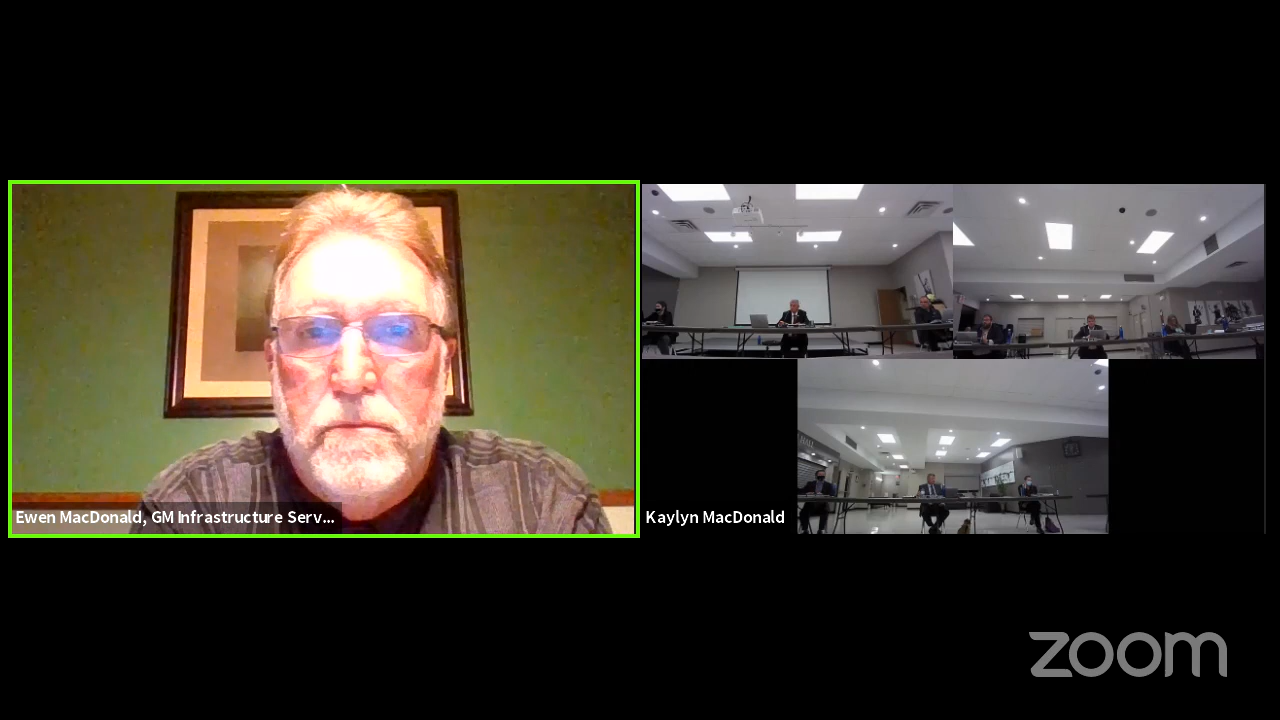 Ewen MacDonald, GM Infrastructure Serv...
Kaylyn MacDonald
zoom